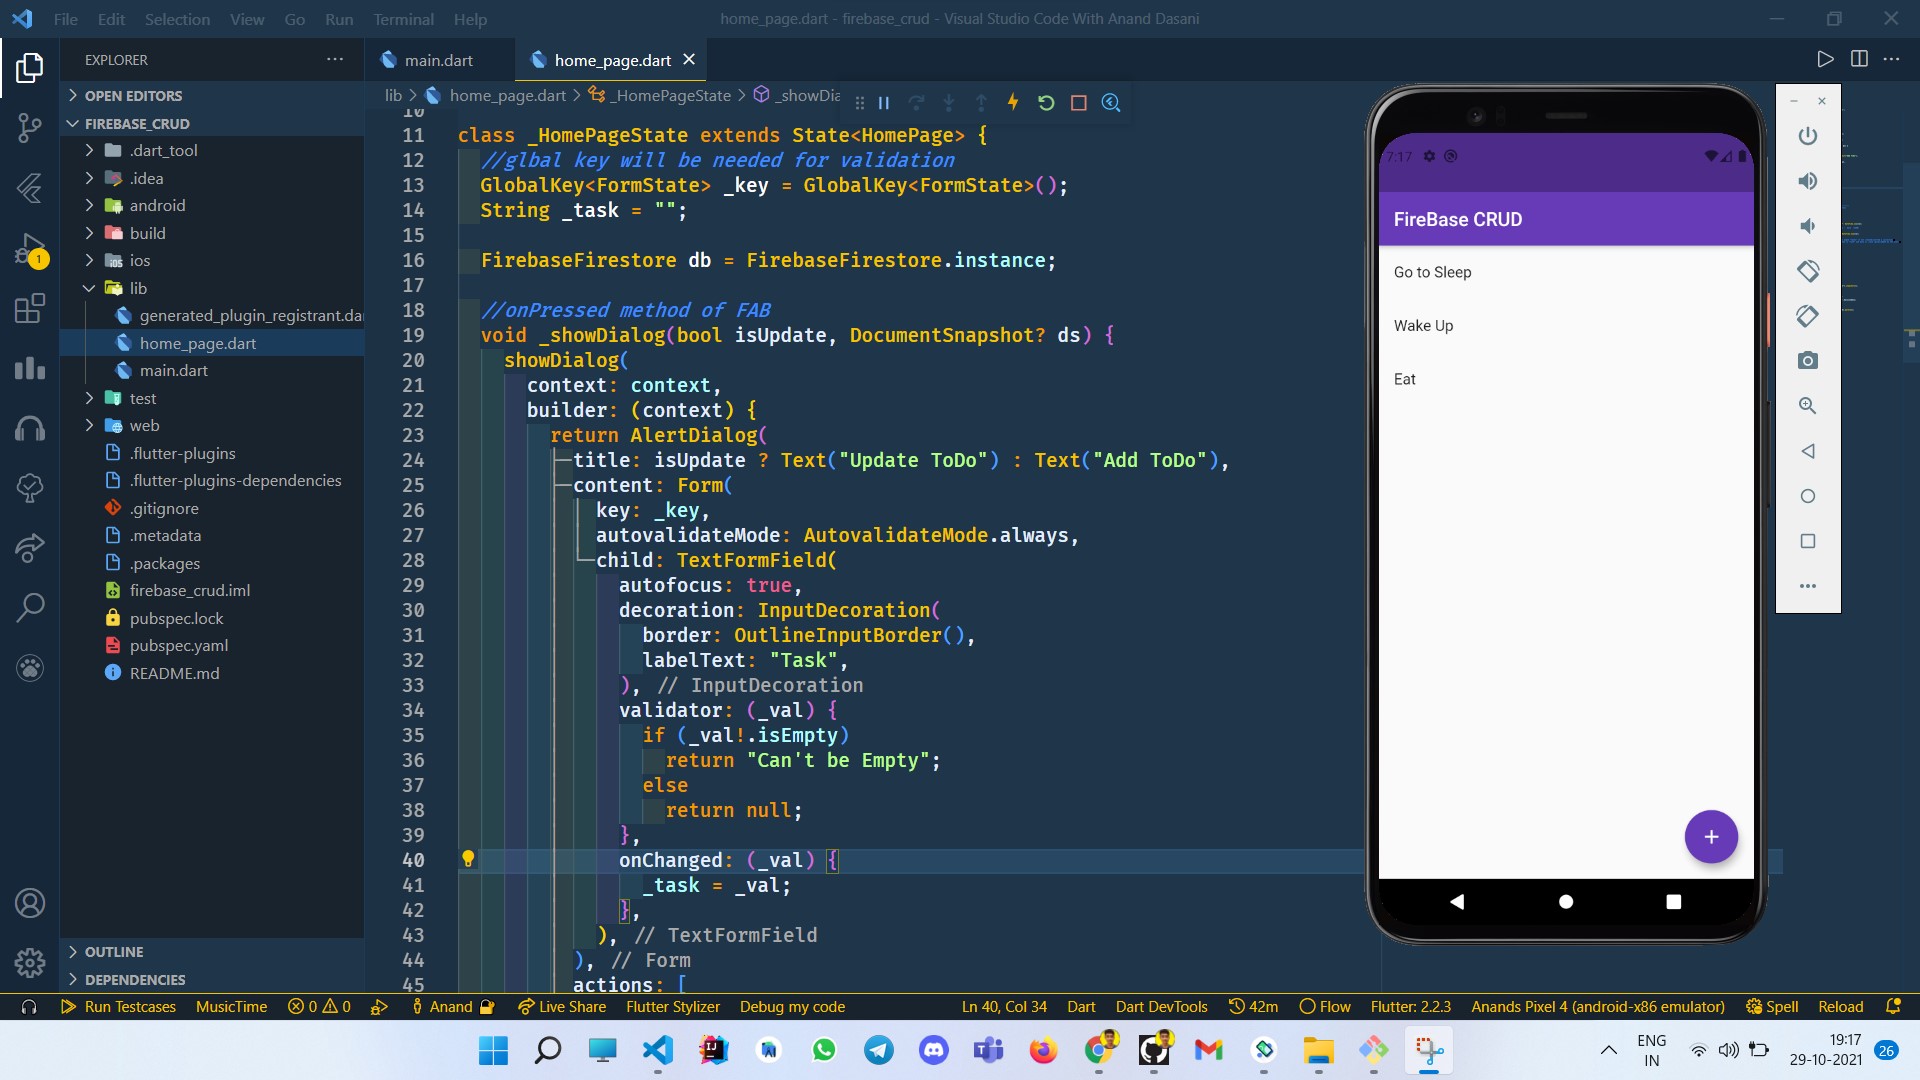 File Edit Selection View Go Run Terminal Help
home_page.dart - firebase_crud - Visual Studio Code With Anand Dasani
EXPLORER
OPEN EDITORS
FIREBASE_CRUD
.dart_tool
.idea
android
build
ios
lib
generated_plugin_registrant.da
home_page.dart
main.dart
test
web
.flutter-plugins
.flutter-plugins-dependencies
.gitignore
.metadata
.packages
firebase_crud.iml
pubspec.lock
pubspec.yaml
README.md
OUTLINE
DEPENDENCIES
1
main.dart
home_page.dart
lib > home_page.dart > _HomePageState > _showDia
10
11 class _HomePageState extends State<HomePage> {
12 //glbal key will be needed for validation
13 GlobalKey<FormState> _key = GlobalKey<FormState>();
14 String _task = "";
15
16 FirebaseFirestore db = FirebaseFirestore.instance;
17
18 //onPressed method of FAB
19 void _showDialog(bool isUpdate, DocumentSnapshot? ds) {
20 showDialog(
21 context: context,
22 builder: (context) {
23 return AlertDialog(
24 title: isUpdate ? Text("Update ToDo") : Text("Add ToDo"),
25 content: Form(
26 key: _key,
27 autovalidateMode: AutovalidateMode.always,
28 child: TextFormField(
29 autofocus: true,
30 decoration: InputDecoration(
31 border: OutlineInputBorder(),
32 labelText: "Task",
33 ), // InputDecoration
34 validator: (_val) {
35 if (_val!.isEmpty)
36 return "Can't be Empty";
37 else
38 return null;
39 },
40 onChanged: (_val) {
41 _task = _val;
42 },
43 ), // TextFormField
44 ), // Form
45 actions: [
7:17
FireBase CRUD
Go to Sleep
Wake Up
Eat
+
Run Testcases MusicTime 0 0 Anand Live Share Flutter Stylizer Debug my code Ln 40, Col 34 Dart Dart DevTools 42m Flow Flutter: 2.2.3 Anands Pixel 4 (android-x86 emulator) Spell Reload
ENG
IN
19:17
29-10-2021
26